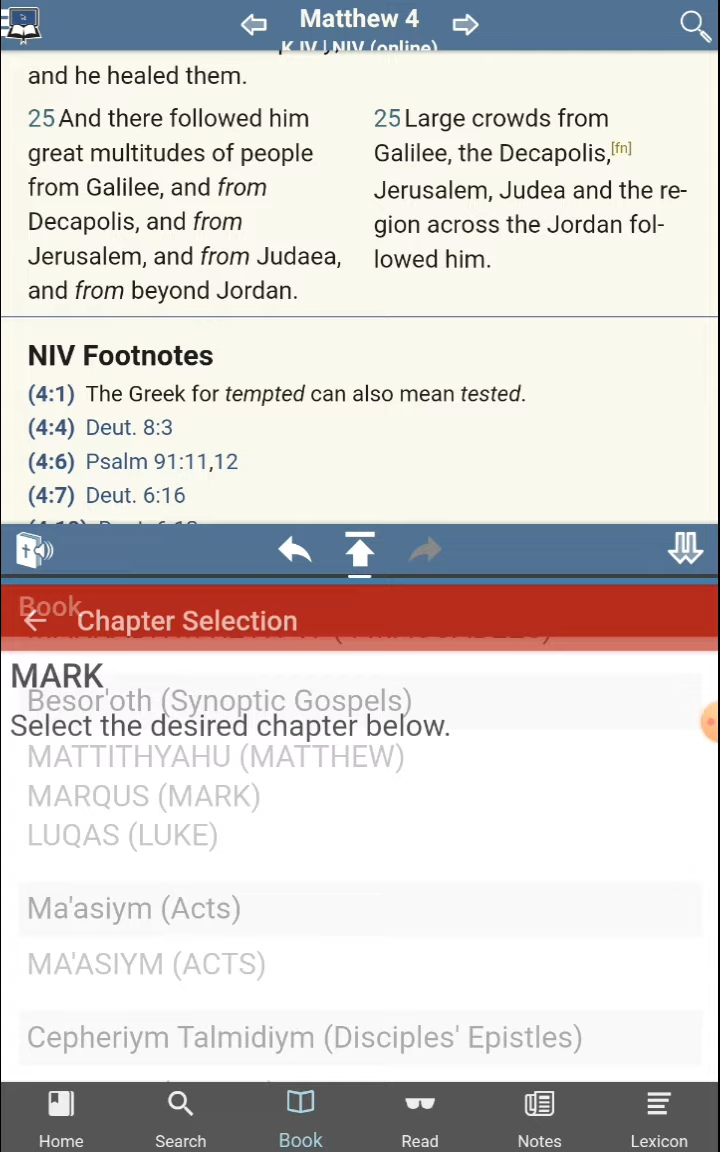 Matthew 4
KJV | NIV (online)
and he healed them.
25 And there followed him
great multitudes of people
from Galilee, and from
Decapolis, and from
Jerusalem, and from Judaea,
and from beyond Jordan.
25 Large crowds from
Galilee, the Decapolis,[fn]
Jerusalem, Judea and the re-
gion across the Jordan fol-
lowed him.
NIV Footnotes
(4:1) The Greek for tempted can also mean tested.
(4:4) Deut. 8:3
(4:6) Psalm 91:11,12
(4:7) Deut. 6:16
Book
Chapter Selection
MARK
Besor'oth (Synoptic Gospels)
Select the desired chapter below.
MATTITHYAHU (MATTHEW)
MARQUS (MARK)
LUQAS (LUKE)
Ma'asiym (Acts)
MA'ASIYM (ACTS)
Cepheriym Talmidiym (Disciples' Epistles)
Home Search Book Read Notes Lexicon